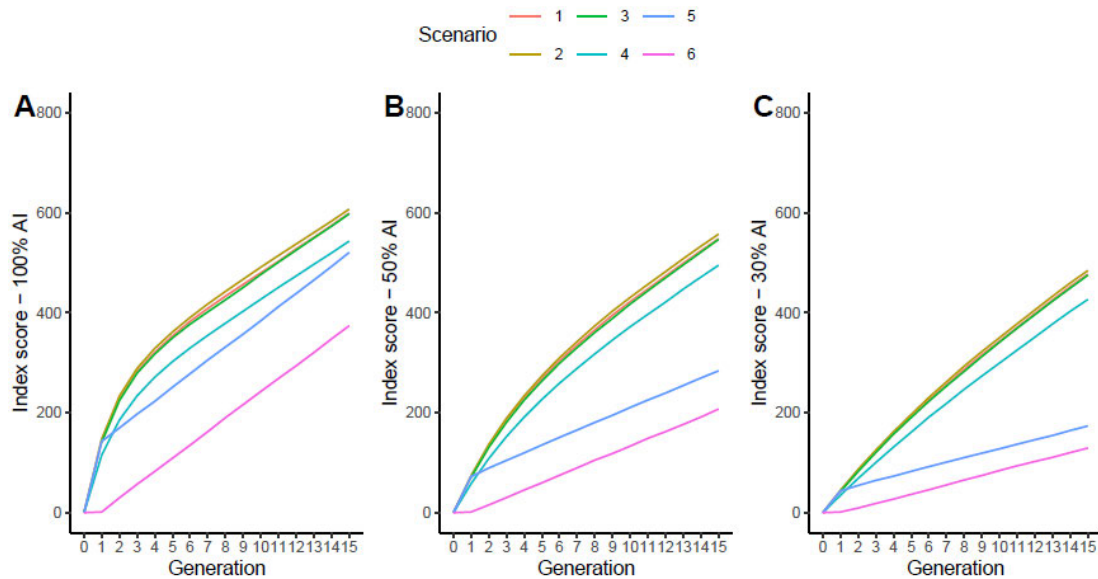 Scenario
1 3 5
2 4 6
A
B
C
Index score − 100% AI
800
600
400
200
0
0 1 2 3 4 5 6 7 8 9 10 11 12 13 14 15
Generation
Index score − 50% AI
800
600
400
200
0
0 1 2 3 4 5 6 7 8 9 10 11 12 13 14 15
Generation
Index score − 30% AI
800
600
400
200
0
0 1 2 3 4 5 6 7 8 9 10 11 12 13 14 15
Generation